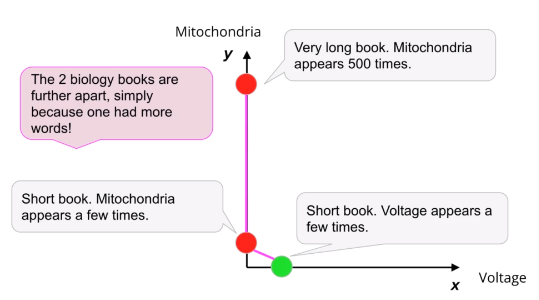 Mitochondria
y
Very long book. Mitochondria
appears 500 times.
The 2 biology books are
further apart, simply
because one had more
words!
Short book. Mitochondria
appears a few times.
Short book. Voltage appears a
few times.
x
Voltage